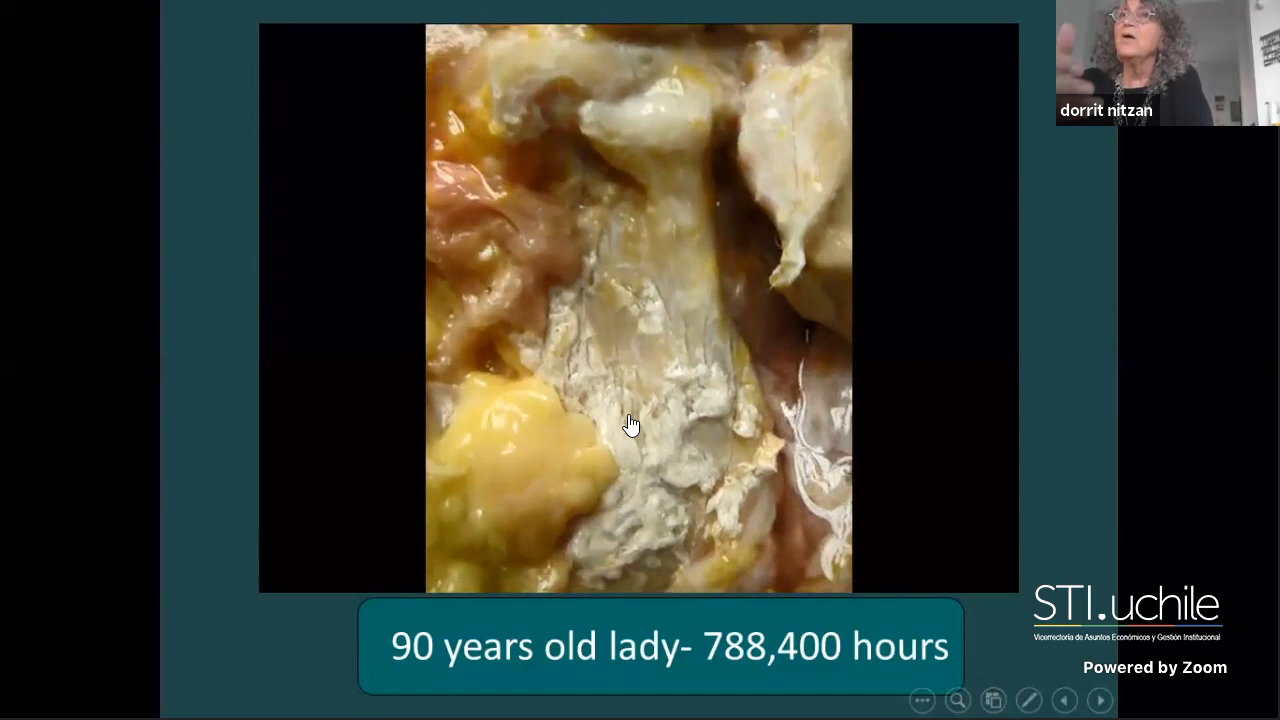 dorrit nitzan
STI.uchile
Vicerrectoría de Asuntos Económicos y Gestión Institucional
Powered by Zoom
90 years old lady- 788,400 hours